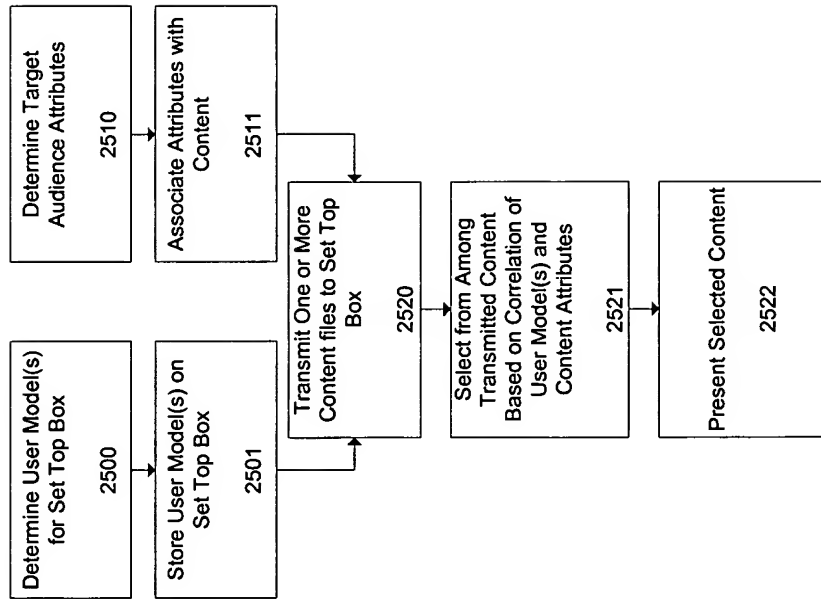 Determine User Model(s)
for Set Top Box
2500
Store User Model(s) on
Set Top Box
2501
Determine Target
Audience Attributes
2510
Associate Attributes with
Content
2511
Transmit One or More
Content files to Set Top
Box
2520
Select from Among
Transmitted Content
Based on Correlation of
User Model(s) and
Content Attributes
2521
Present Selected Content
2522